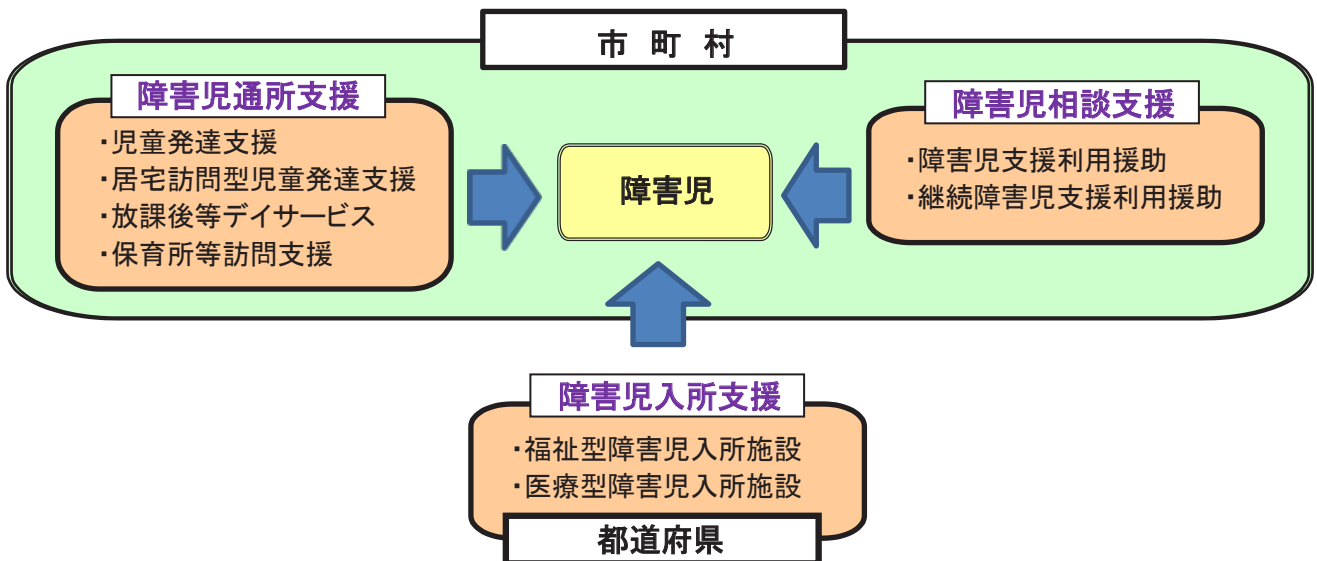 市 町 村
障害児通所支援
・児童発達支援
・居宅訪問型児童発達支援
・放課後等デイサービス
・保育所等訪問支援
障害児
障害児相談支援
・障害児支援利用援助
・継続障害児支援利用援助
障害児入所支援
・福祉型障害児入所施設
・医療型障害児入所施設
都道府県